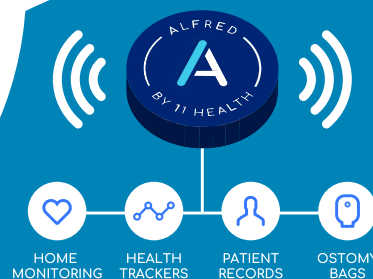 ALFRED
BY 11 HEALTH
HOME MONITORING
HEALTH TRACKERS
PATIENT RECORDS
OSTOMY BAGS